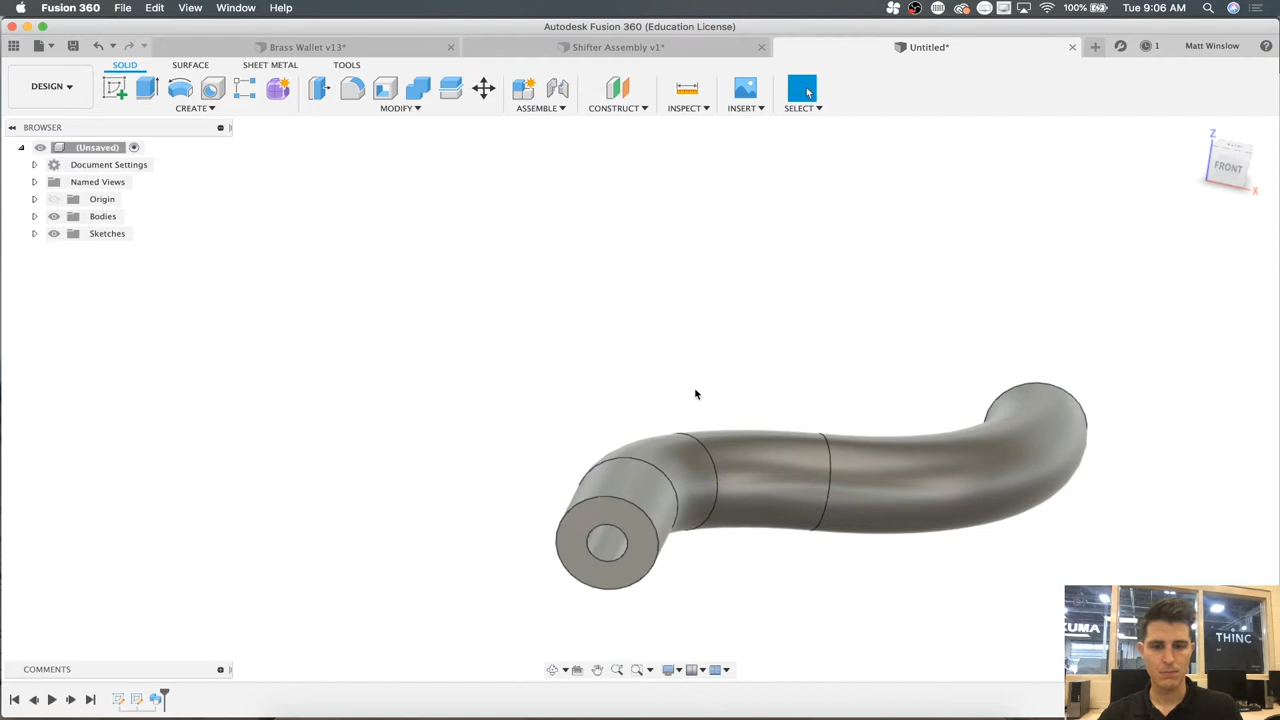 Fusion 360 File Edit View Window Help
100% Tue 9:06 AM
Autodesk Fusion 360 (Education License)
Brass Wallet v13*
Shifter Assembly v1*
Untitled*
1
Matt Winslow
DESIGN
SOLID
SURFACE
SHEET METAL
TOOLS
CREATE
MODIFY
ASSEMBLE
CONSTRUCT
INSPECT
INSERT
SELECT
BROWSER
(Unsaved)
Document Settings
Named Views
Origin
Bodies
Sketches
Z
FRONT
X
KUMA
THINC
COMMENTS